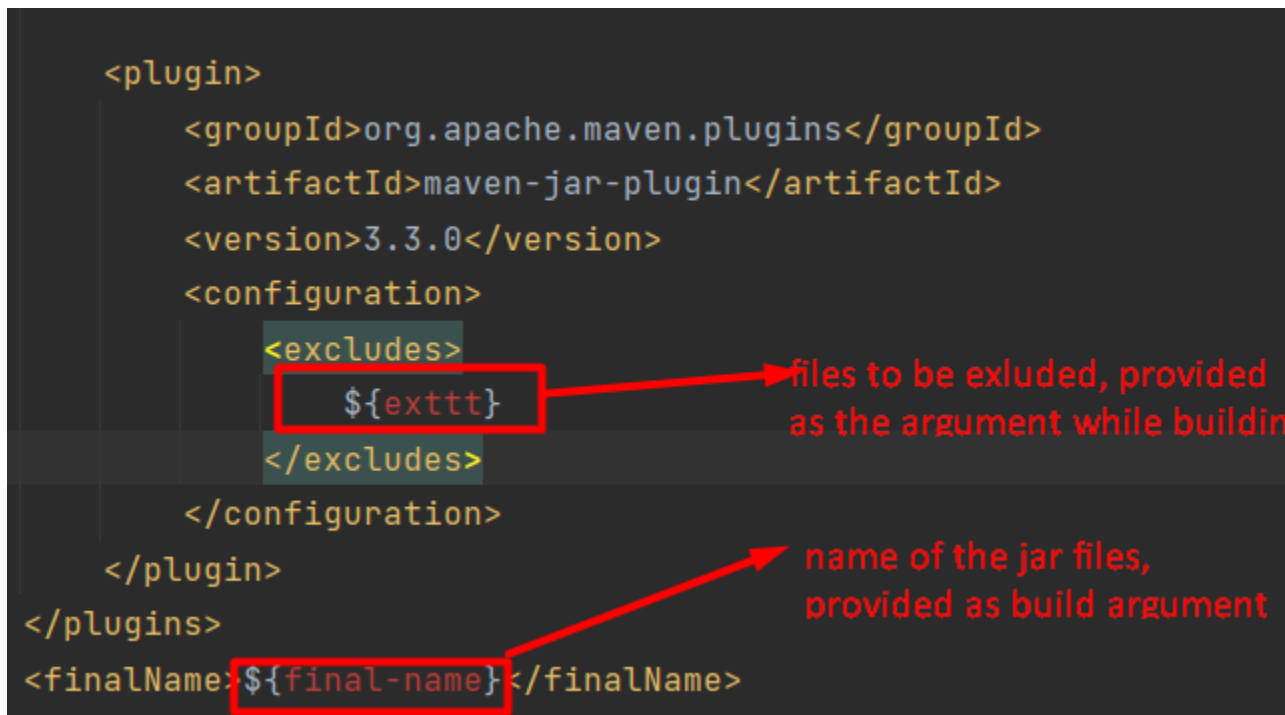 <plugin>
<groupId>org.apache.maven.plugins</groupId>
<artifactId>maven-jar-plugin</artifactId>
<version>3.3.0</version>
<configuration>
<excludes>
${exttt}
</excludes>
</configuration>
</plugin>
</plugins>
<finalName>${final-name}</finalName>
files to be exluded, provided
as the argument while buildin
name of the jar files,
provided as build argument